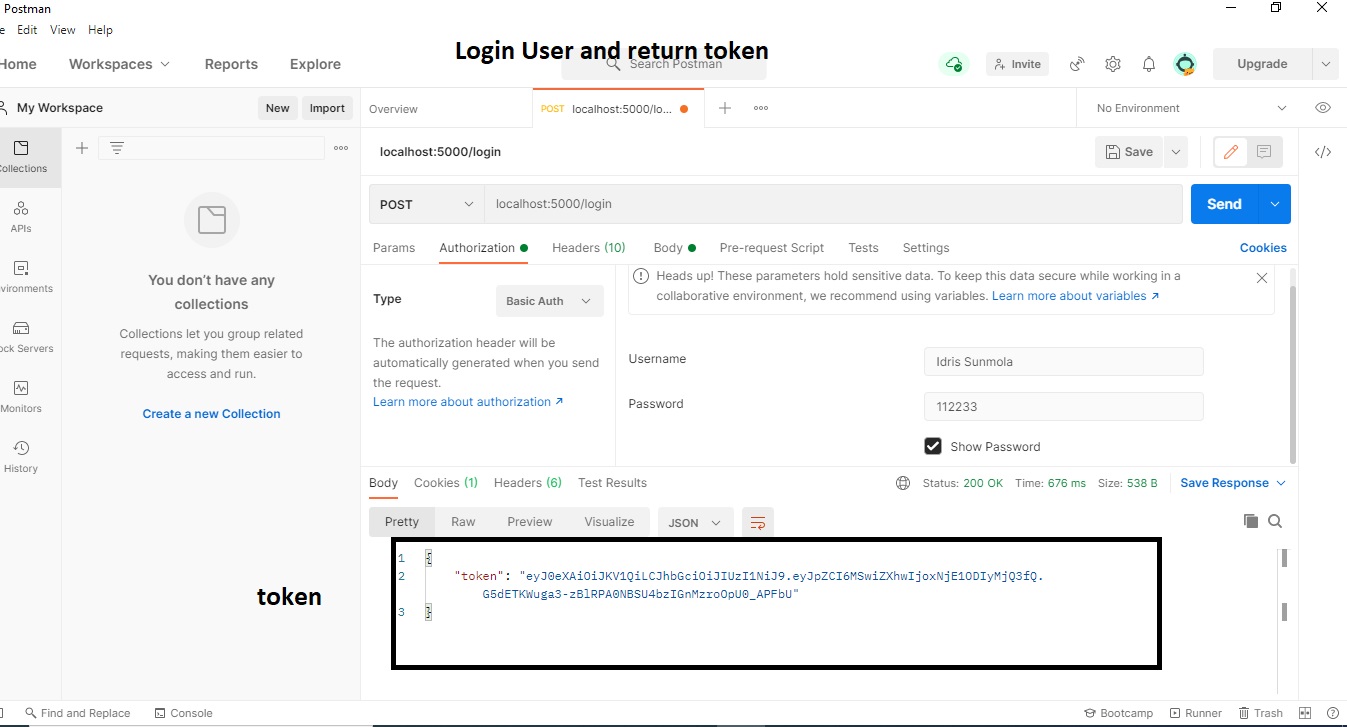 Postman
Edit View Help
Login User and return token
Home Workspaces Reports Explore
Search Postman
Invite
Upgrade
My Workspace
New Import
Overview
POST localhost:5000/lo...
No Environment
Collections
APIs
vironments
ock Servers
Monitors
History
You don't have any
collections
Collections let you group related
requests, making them easier to
access and run.
Create a new Collection
token
localhost:5000/login
Save
POST localhost:5000/login
Send
Params Authorization Headers (10) Body Pre-request Script Tests Settings
Cookies
Type Basic Auth
The authorization header will be
automatically generated when you send
the request.
Learn more about authorization ↗
Heads up! These parameters hold sensitive data. To keep this data secure while working in a
collaborative environment, we recommend using variables. Learn more about variables ↗
Username Idris Sunmola
Password 112233
Show Password
Body Cookies (1) Headers (6) Test Results
Status: 200 OK Time: 676 ms Size: 538 B Save Response
Pretty Raw Preview Visualize JSON
1 {
2 "token": "eyJ0eXAiOiJKV1QiLCJhbGciOiJIUzI1NiJ9.eyJpZCI6MSwiZXhwIjoxNjE1ODIyMjQ3fQ.
G5dETKWuga3-zBlRPA0NBSU4bzIGnMzroOpU0_APFbU"
3 }
Find and Replace Console
Bootcamp Runner Trash